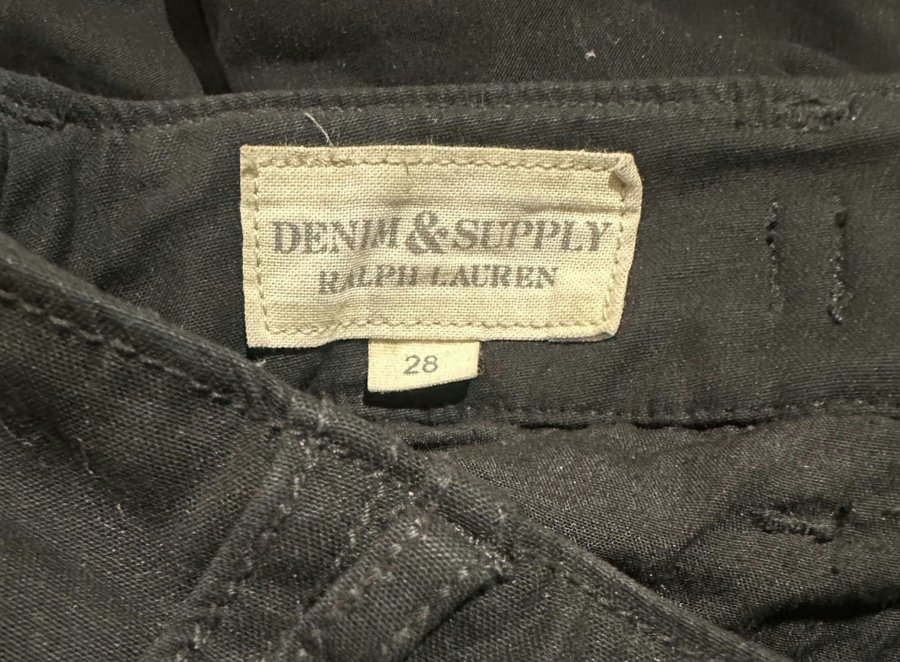 DENIM & SUPPLY
RALPH LAUREN
28